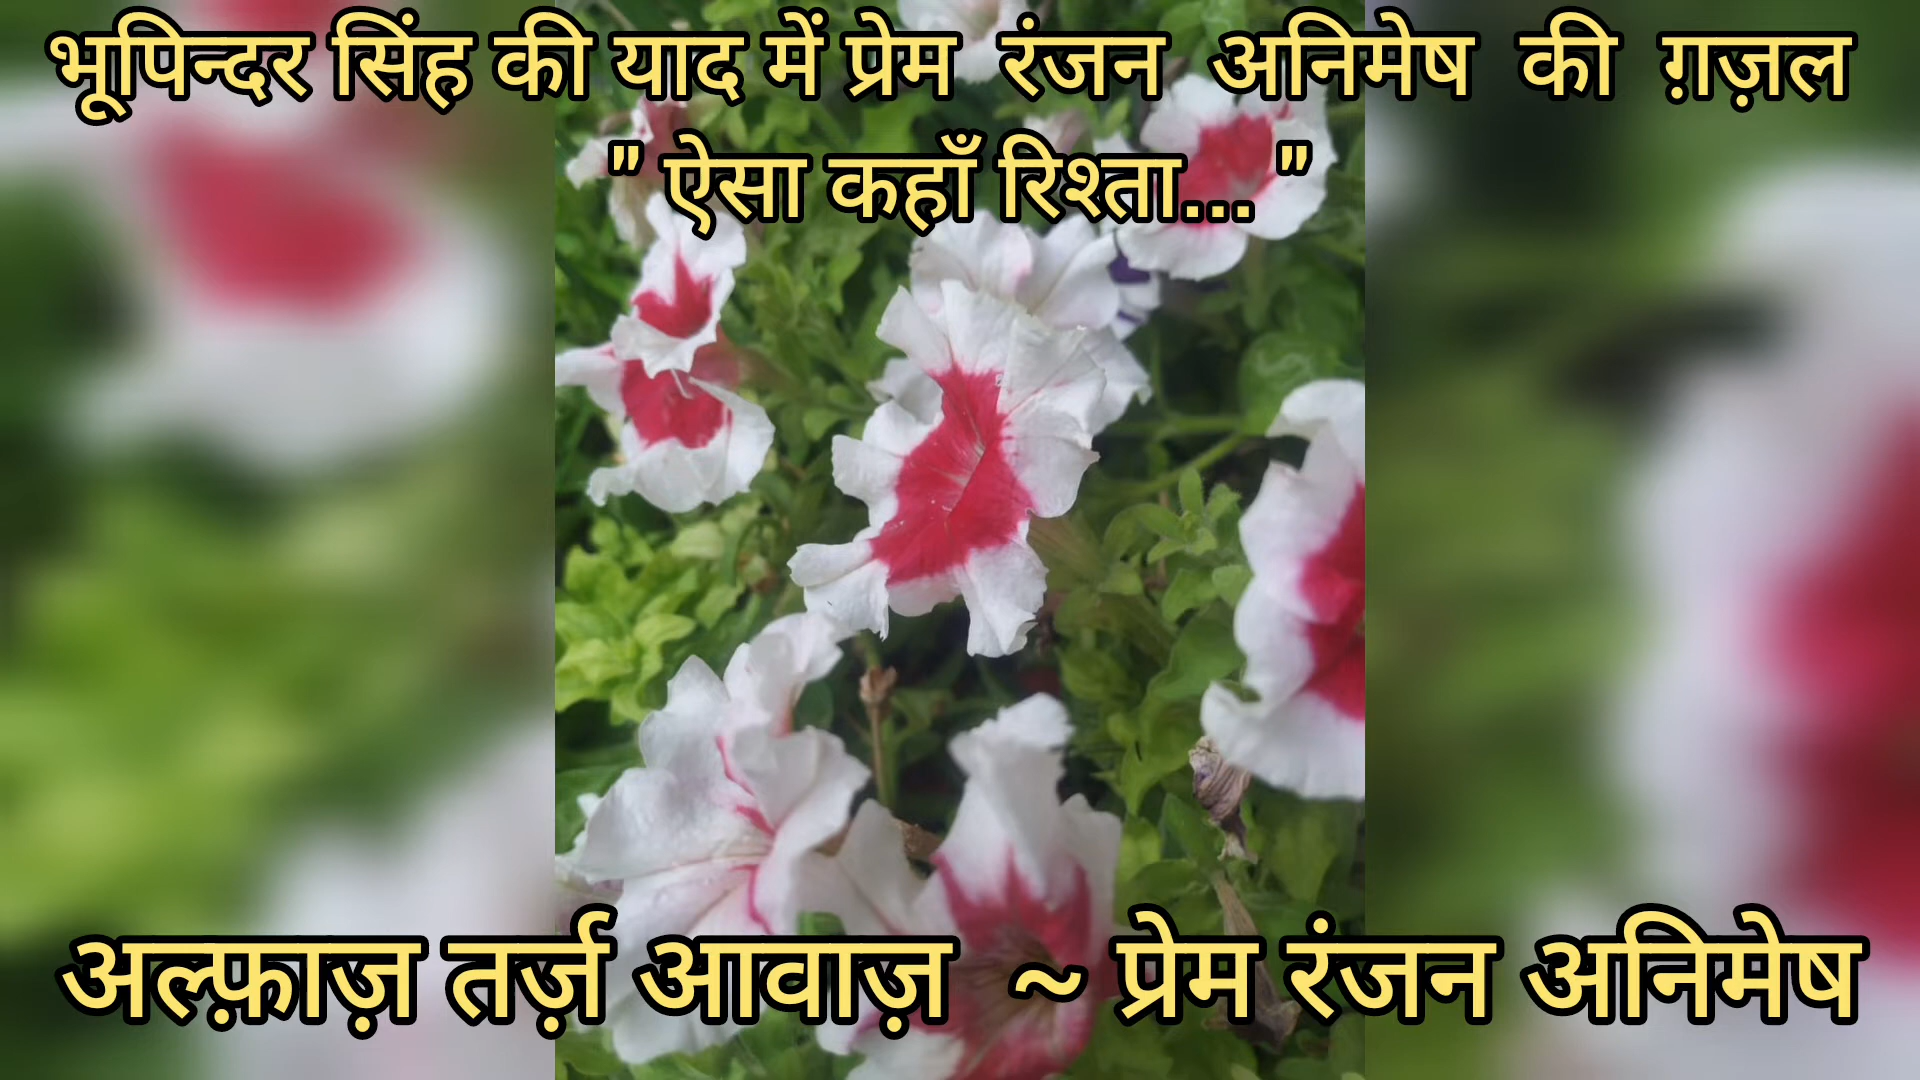 भूपिन्दर सिंह की याद में प्रेम रंजन अनिमेष की ग़ज़ल
" ऐसा कहाँ रिश्ता... "
अल्फ़ाज़ तर्ज़ आवाज़ ~ प्रेम रंजन अनिमेष